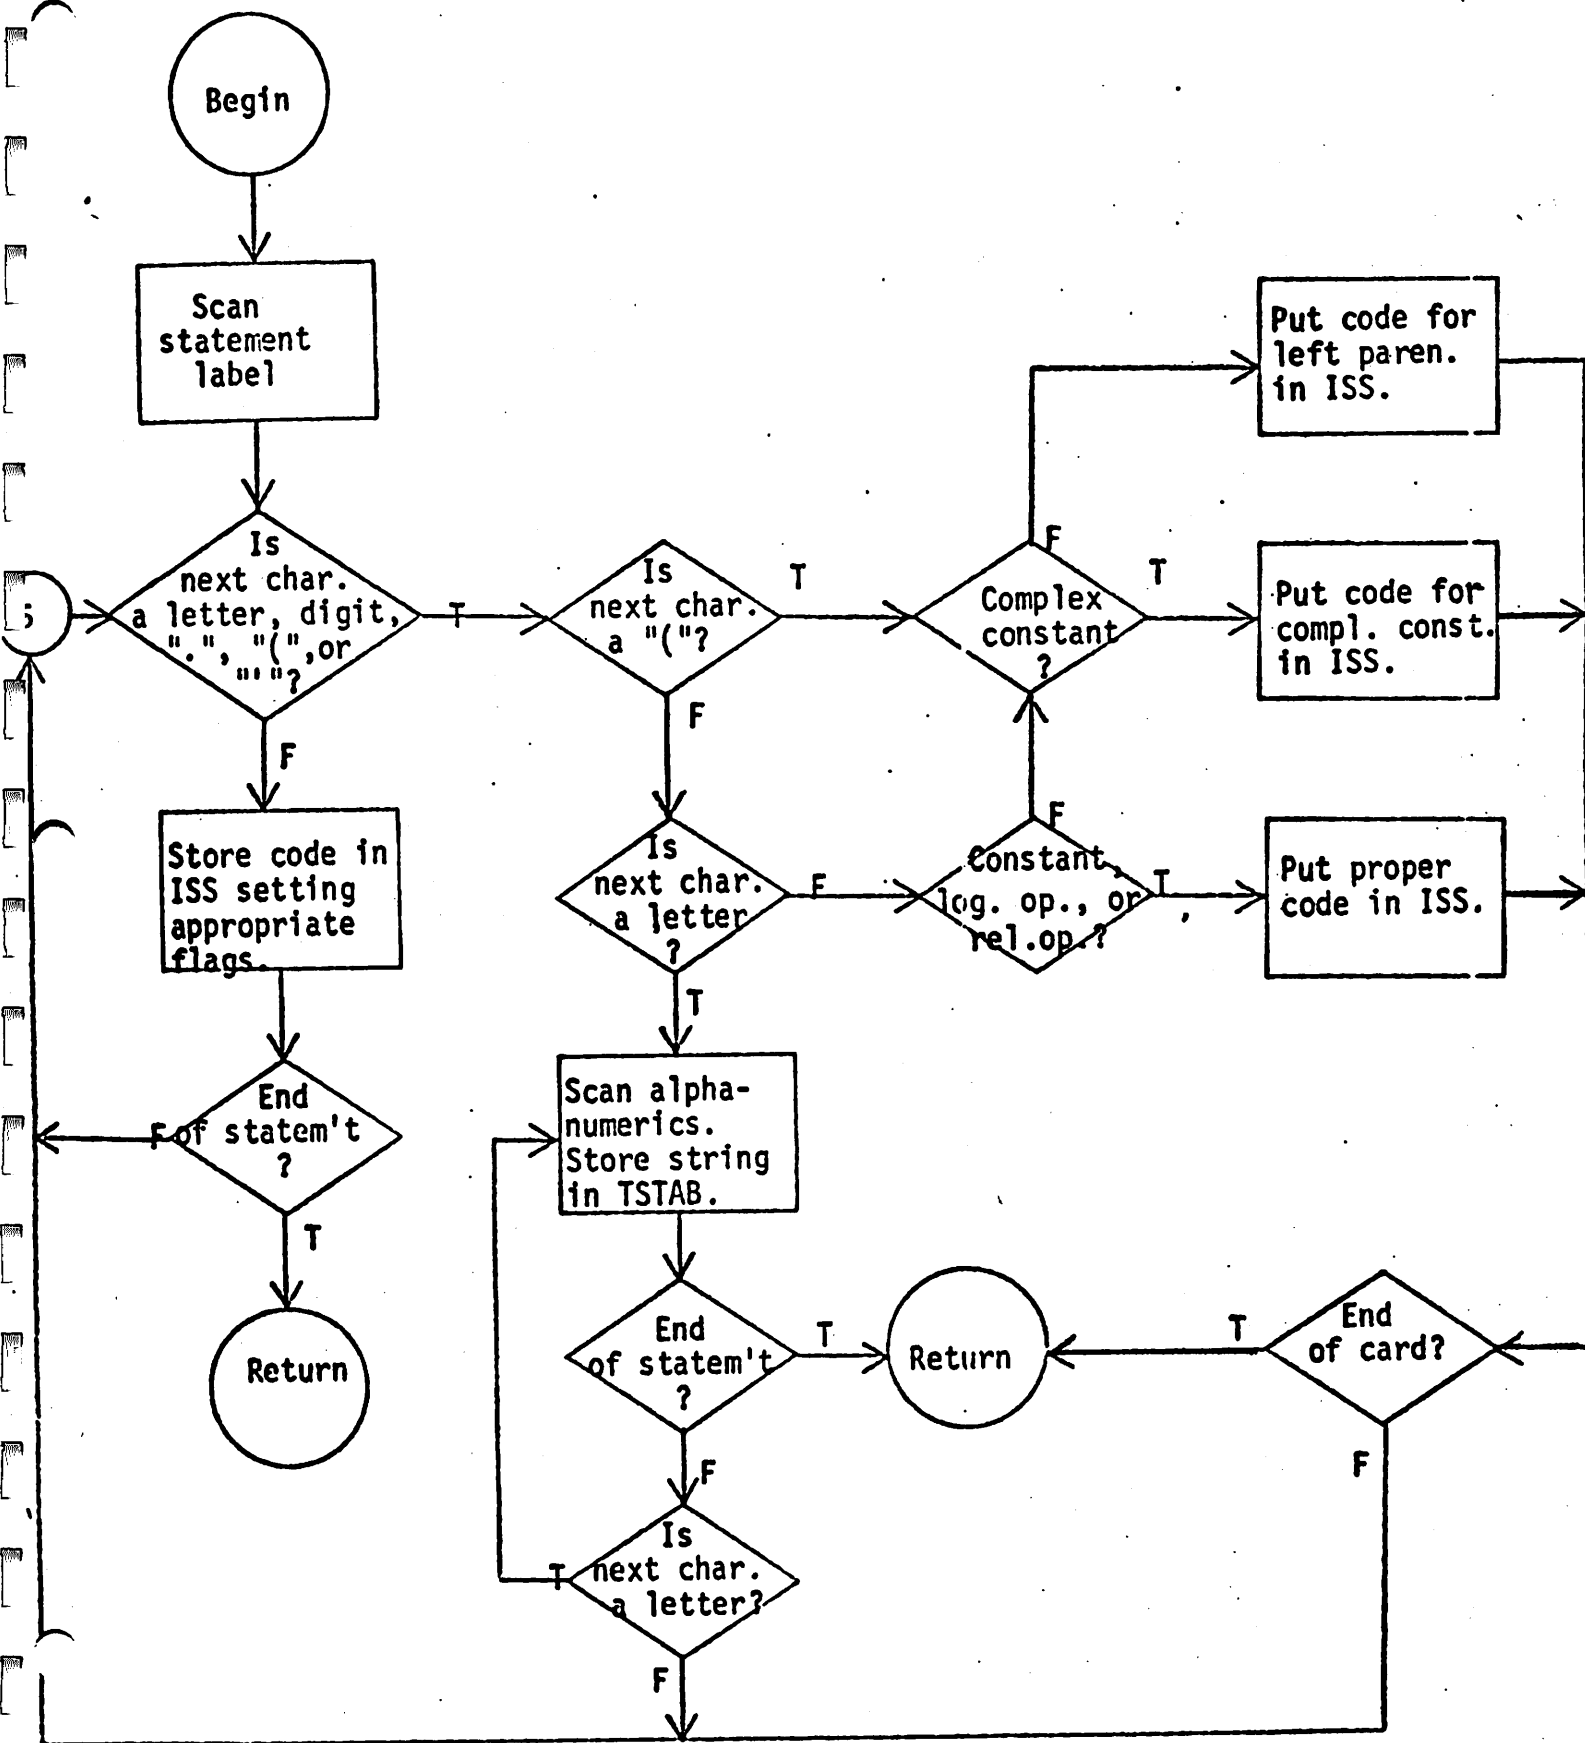 Begin
Scan
statement
label
Is
next char.
a letter, digit,
".", "(",or
"'"?
T
F
Store code in
ISS setting
appropriate
flags.
End
of statem't
?
F
T
Return
Is
next char.
a "("?
T
F
Is
next char.
a letter
?
F
T
Scan alpha-
numerics.
Store string
in TSTAB.
End
of statem't
?
T
F
Is
next char.
a letter?
T
F
Return
Complex
constant
?
F
T
Constant,
log. op., or
rel.op.?
F
T
Put code for
left paren.
in ISS.
Put code for
compl. const.
in ISS.
Put proper
code in ISS.
End
of card?
T
F